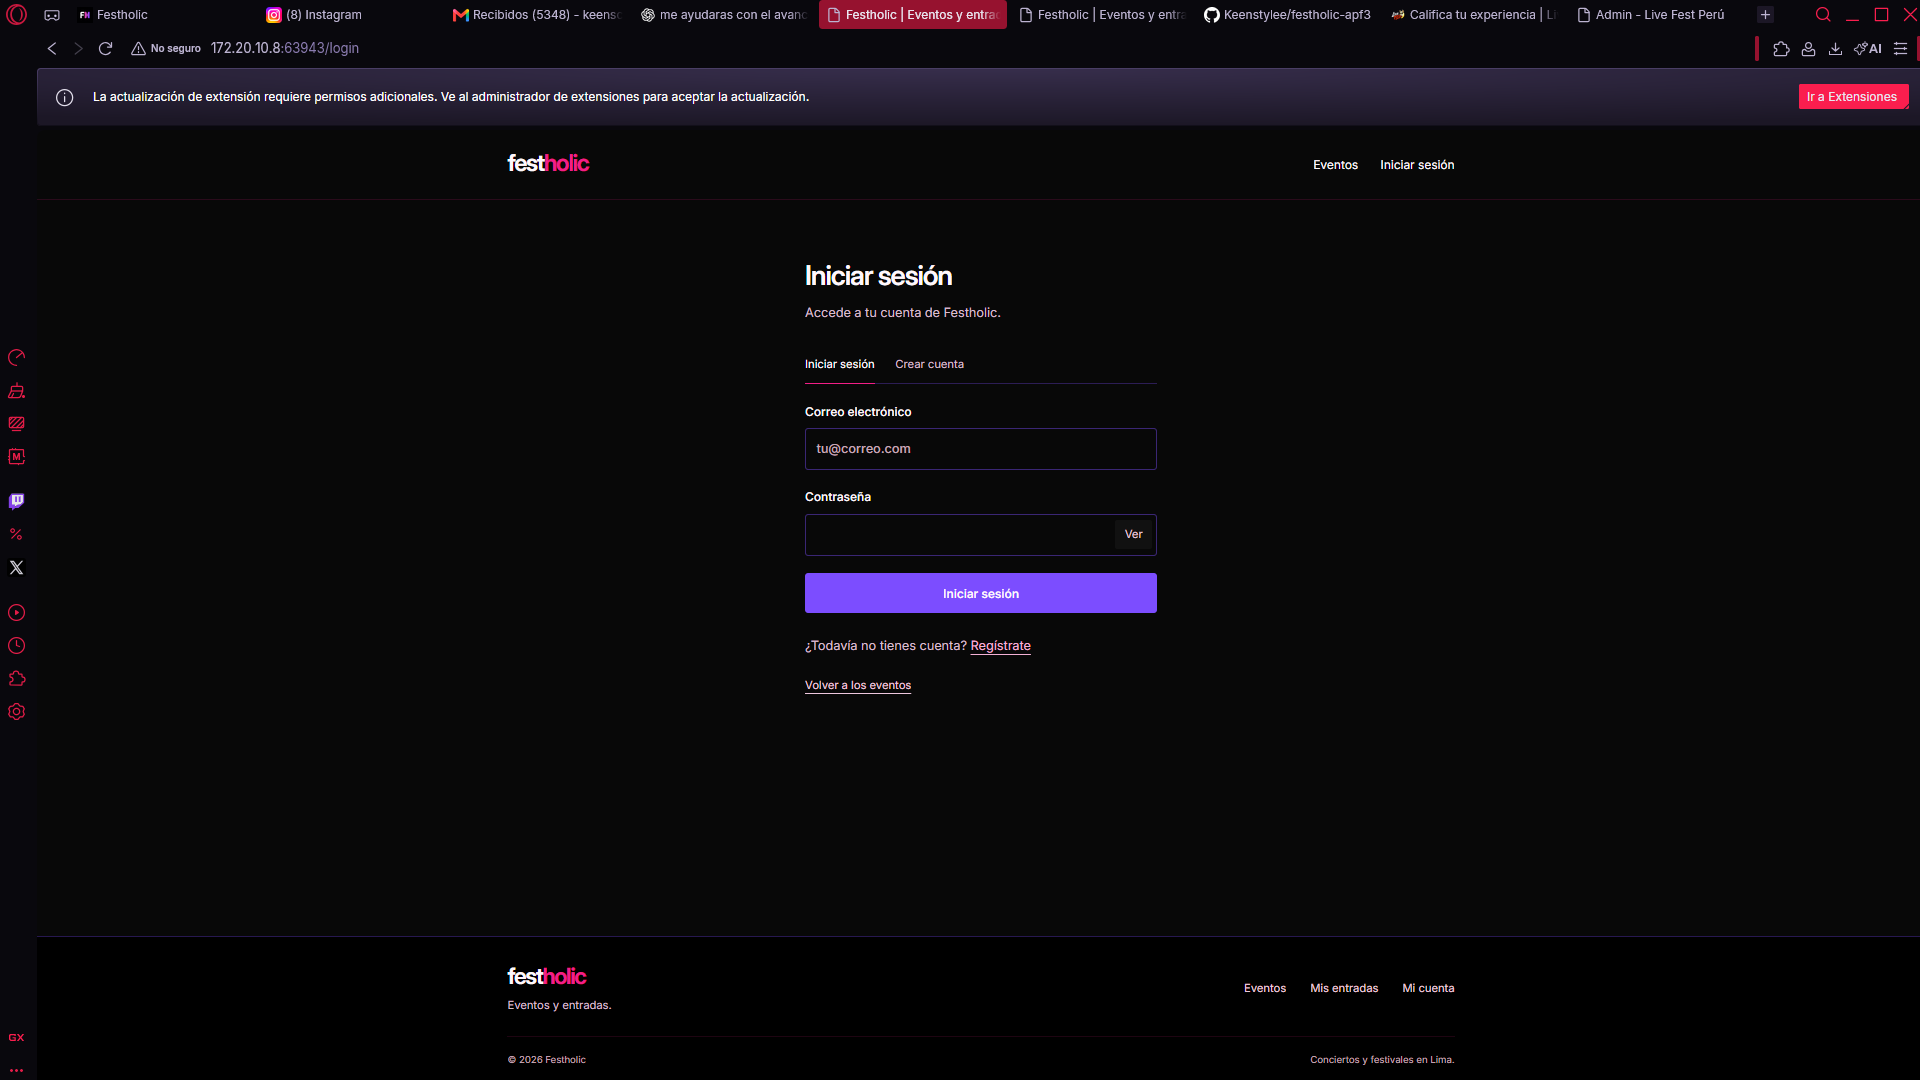 Festholic
(8) Instagram
Recibidos (5348) - keensc
me ayudaras con el avanc
Festholic | Eventos y entra
Festholic | Eventos y entra
Keenstylee/festholic-apf3
Califica tu experiencia | Li
Admin - Live Fest Perú
No seguro
172.20.10.8:63943/login
AI
La actualización de extensión requiere permisos adicionales. Ve al administrador de extensiones para aceptar la actualización.
Ir a Extensiones
festholic
Eventos
Iniciar sesión
Iniciar sesión
Accede a tu cuenta de Festholic.
Iniciar sesión
Crear cuenta
Correo electrónico
tu@correo.com
Contraseña
Ver
Iniciar sesión
¿Todavía no tienes cuenta? Regístrate
Volver a los eventos
festholic
Eventos y entradas.
Eventos
Mis entradas
Mi cuenta
© 2026 Festholic
Conciertos y festivales en Lima.
GX